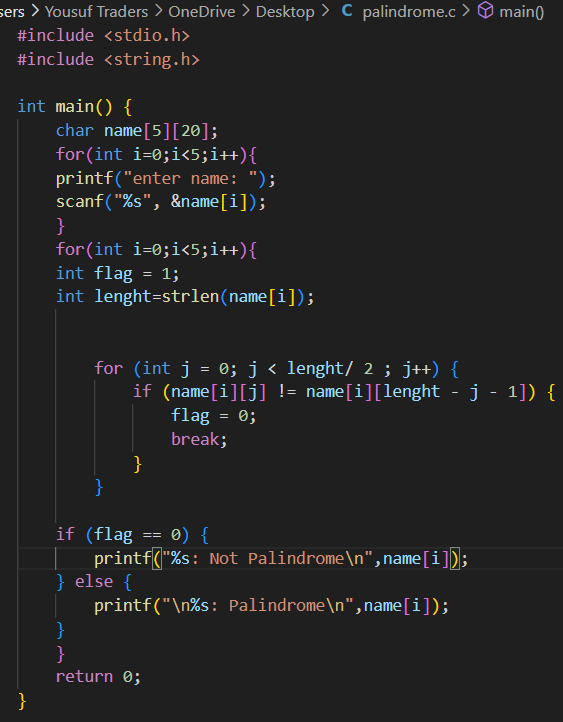 sers > Yousuf Traders > OneDrive > Desktop > C palindrome.c > main()
#include <stdio.h>
#include <string.h>

int main() {
    char name[5][20];
    for(int i=0;i<5;i++){
    printf("enter name: ");
    scanf("%s", &name[i]);
    }
    for(int i=0;i<5;i++){
    int flag = 1;
    int lenght=strlen(name[i]);


        for (int j = 0; j < lenght/ 2 ; j++) {
            if (name[i][j] != name[i][lenght - j - 1]) {
                flag = 0;
                break;
            }
        }

    if (flag == 0) {
        printf("%s: Not Palindrome\n",name[i]);
    } else {
        printf("\n%s: Palindrome\n",name[i]);
    }
    }
    return 0;
}